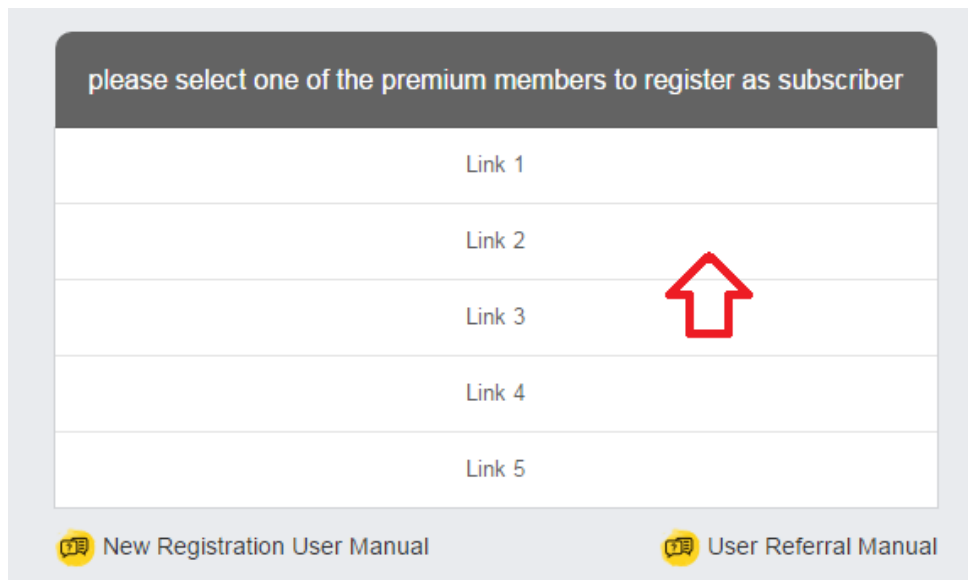 please select one of the premium members to register as subscriber
Link 1
Link 2
Link 3
Link 4
Link 5
New Registration User Manual
User Referral Manual